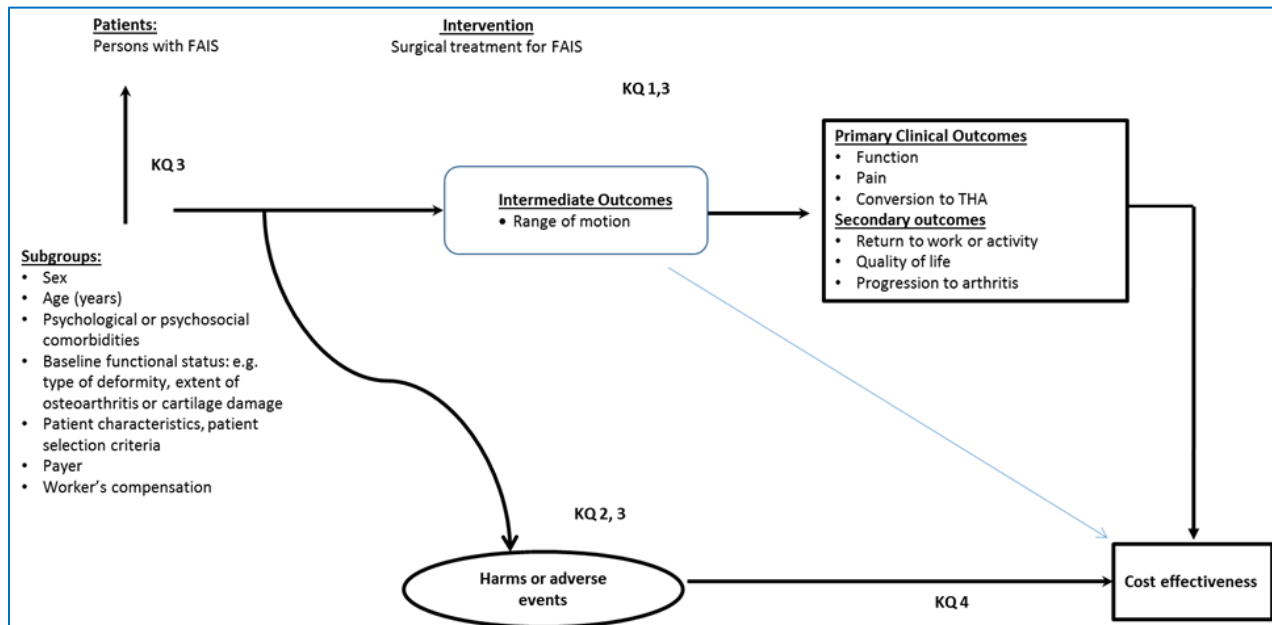 Patients:
Persons with FAIS
Intervention
Surgical treatment for FAIS
KQ 1,3
KQ 3
Intermediate Outcomes
• Range of motion
Primary Clinical Outcomes
• Function
• Pain
• Conversion to THA
Secondary outcomes
• Return to work or activity
• Quality of life
• Progression to arthritis
Subgroups:
• Sex
• Age (years)
• Psychological or psychosocial
comorbidities
• Baseline functional status: e.g.
type of deformity, extent of
osteoarthritis or cartilage damage
• Patient characteristics, patient
selection criteria
• Payer
• Worker’s compensation
KQ 2, 3
Harms or adverse
events
KQ 4
Cost effectiveness